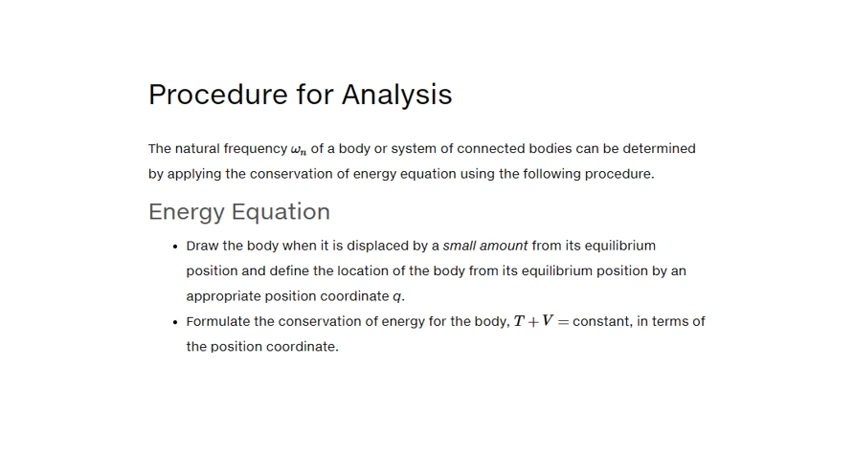 Procedure for Analysis
The natural frequency ωₙ of a body or system of connected bodies can be determined
by applying the conservation of energy equation using the following procedure.
Energy Equation
• Draw the body when it is displaced by a small amount from its equilibrium
position and define the location of the body from its equilibrium position by an
appropriate position coordinate q.
• Formulate the conservation of energy for the body, T + V = constant, in terms of
the position coordinate.